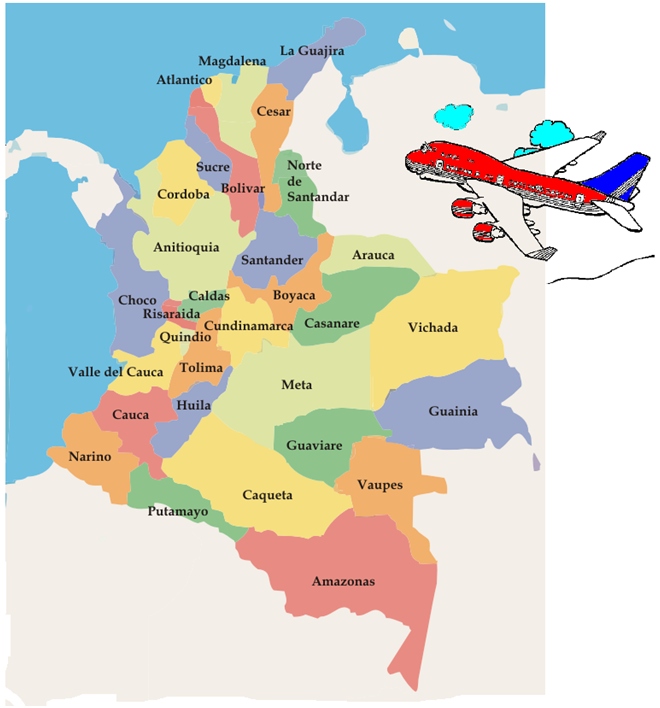 La Guajira
Magdalena
Atlantico
Cesar
Norte
de
Santandar
Sucre
Bolivar
Cordoba
Anitioquia
Santander
Arauca
Choco
Caldas
Boyaca
Risaraida
Cundinamarca
Casanare
Vichada
Quindio
Valle del Cauca
Tolima
Meta
Huila
Cauca
Guainia
Guaviare
Narino
Vaupes
Caqueta
Putamayo
Amazonas